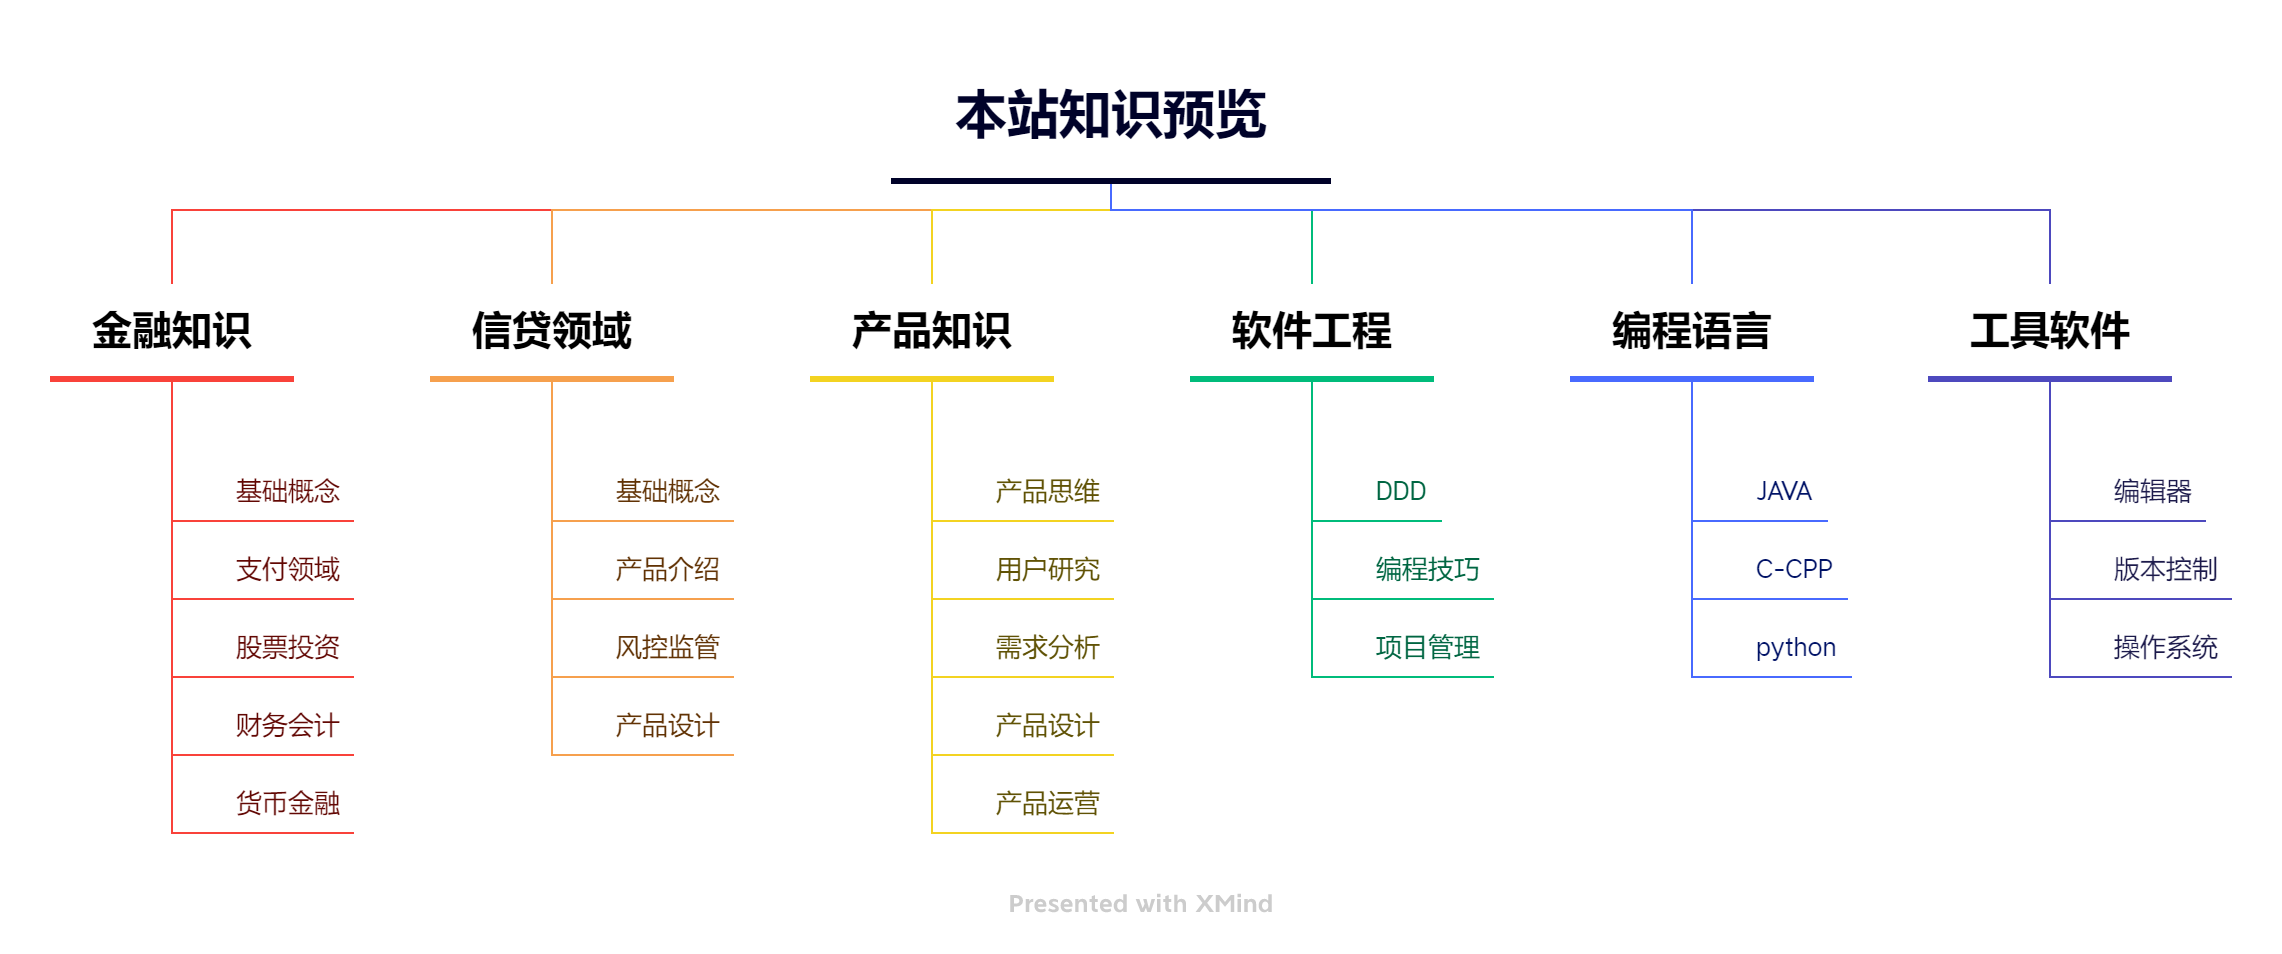 本站知识预览
金融知识
基础概念
支付领域
股票投资
财务会计
货币金融
信贷领域
基础概念
产品介绍
风控监管
产品设计
产品知识
产品思维
用户研究
需求分析
产品设计
产品运营
软件工程
DDD
编程技巧
项目管理
编程语言
JAVA
C-CPP
python
工具软件
编辑器
版本控制
操作系统
Presented with XMind